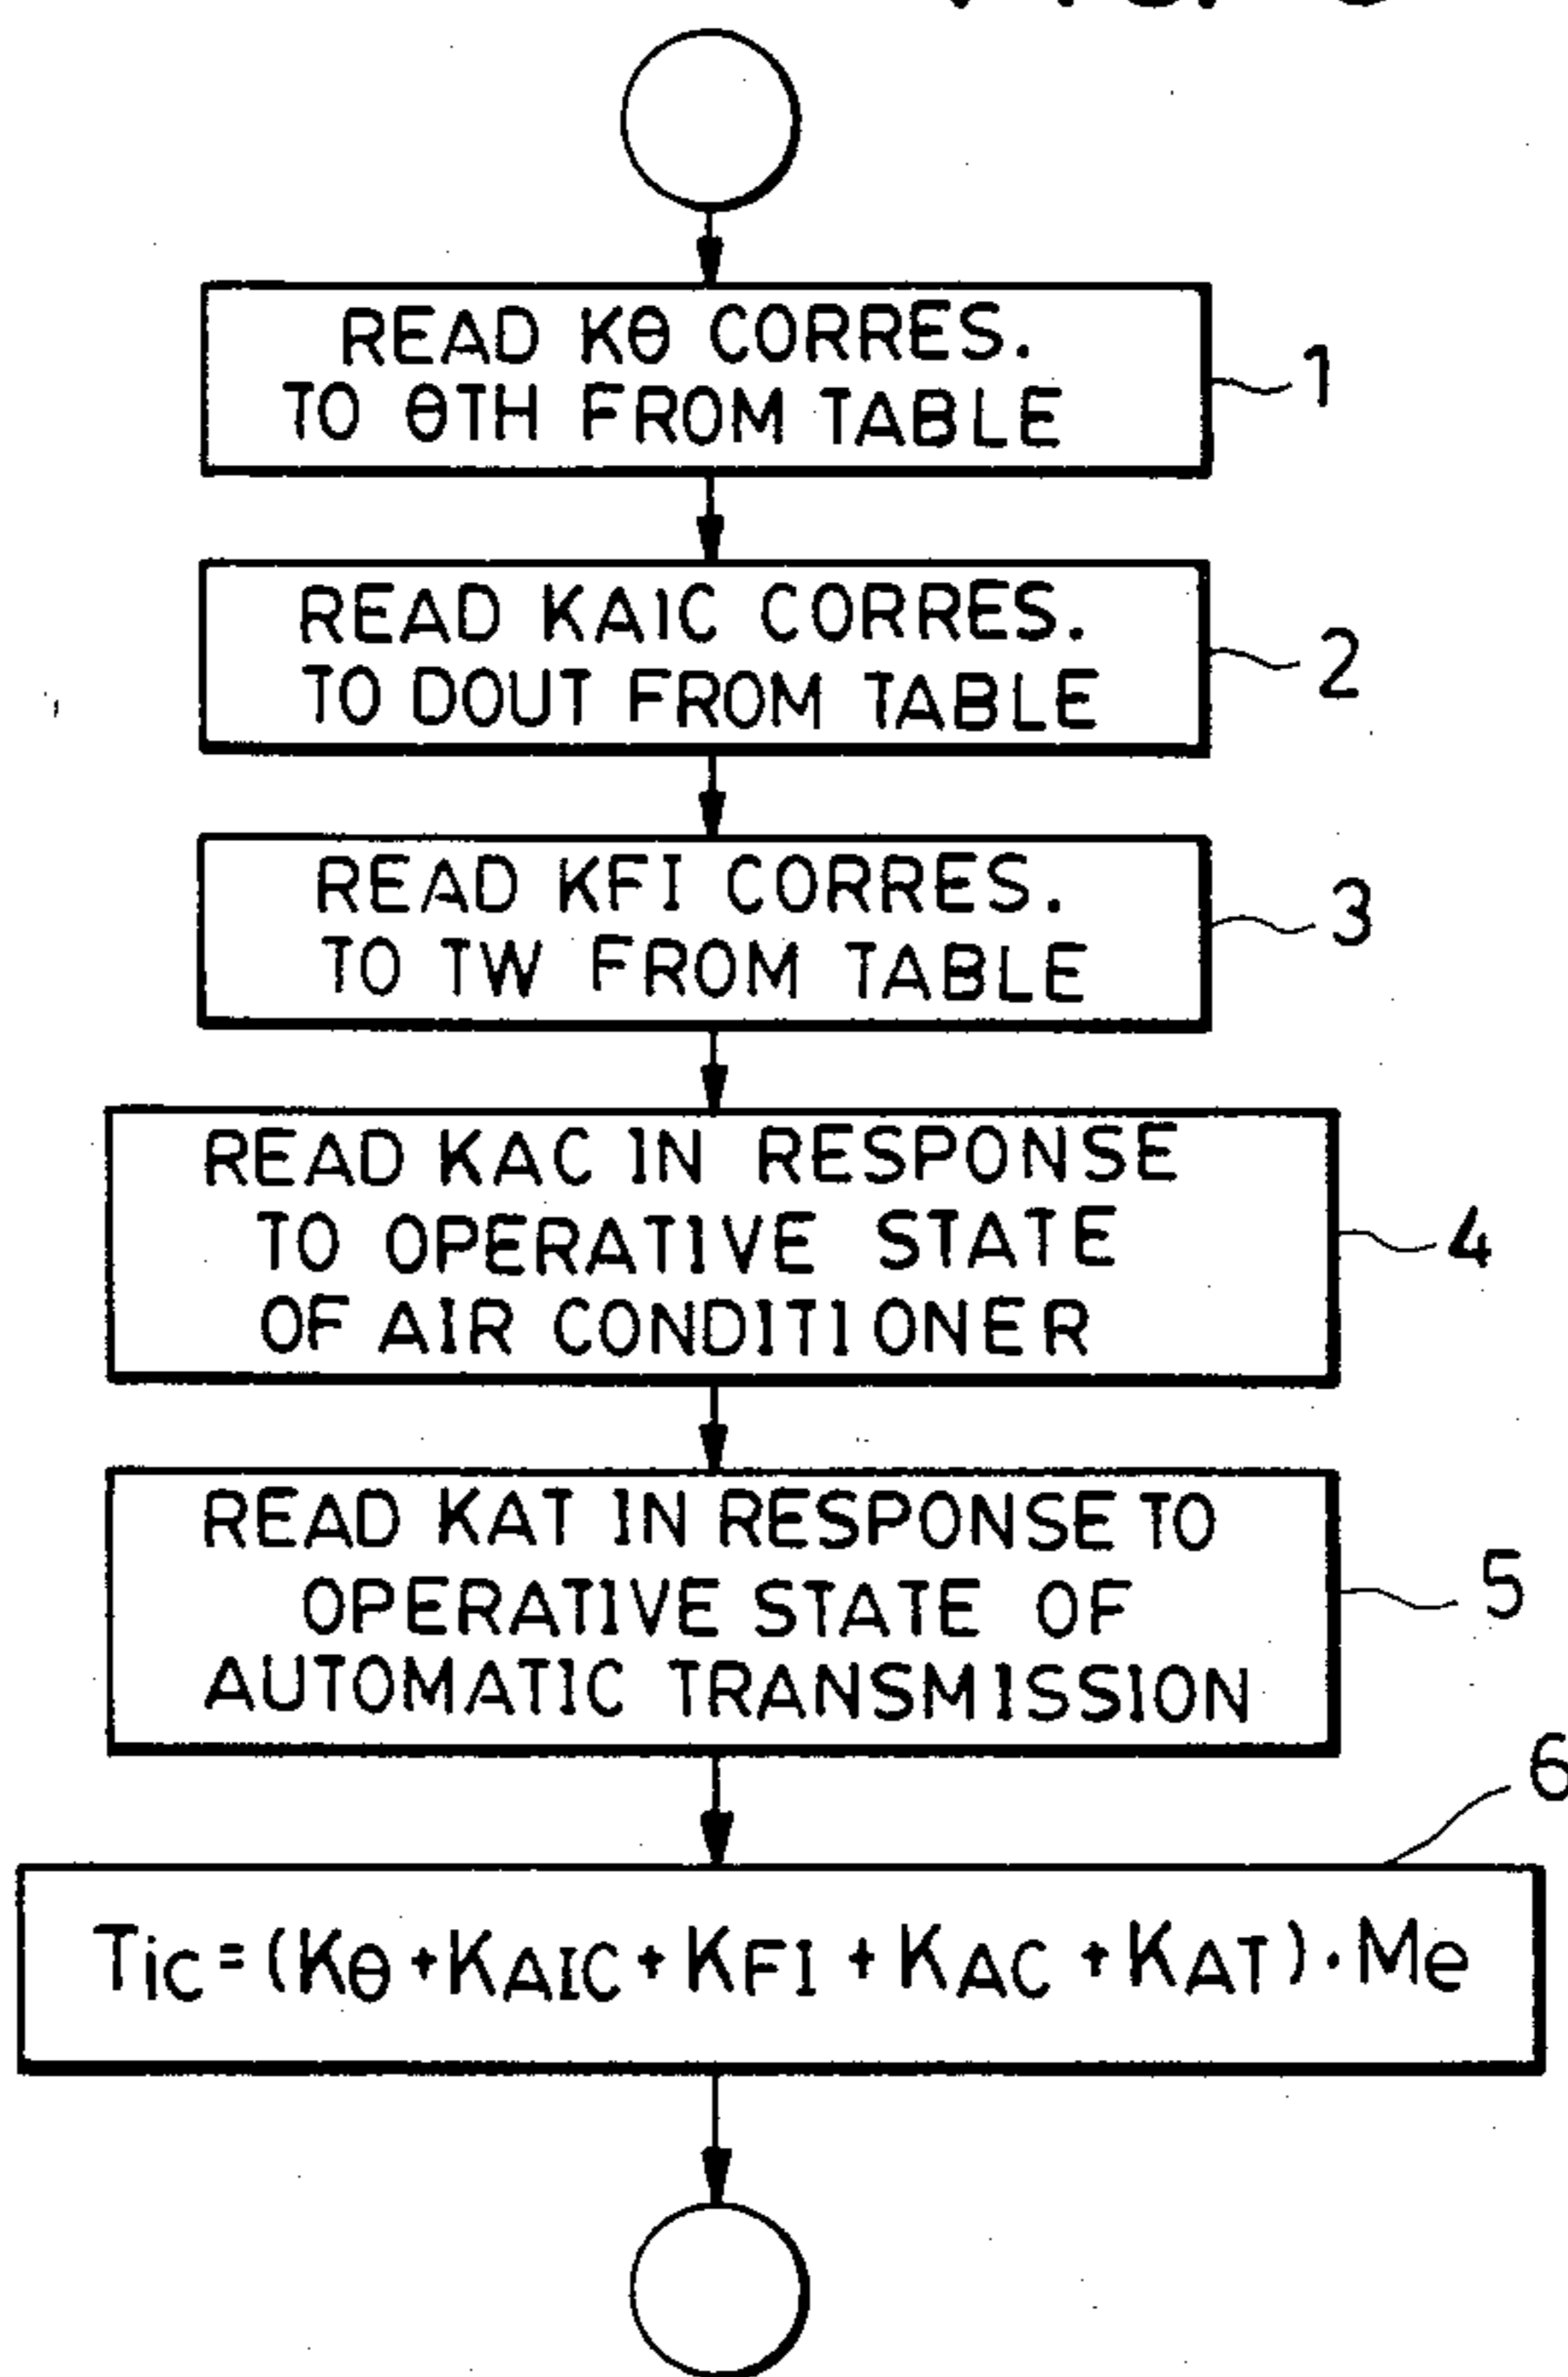 READ KΘ CORRES.
TO ΘTH FROM TABLE
1
READ KAIC CORRES.
TO DOUT FROM TABLE
2
READ KFI CORRES.
TO TW FROM TABLE
3
READ KAC IN RESPONSE
TO OPERATIVE STATE
OF AIR CONDITIONER
4
READ KAT IN RESPONSE TO
OPERATIVE STATE OF
AUTOMATIC TRANSMISSION
5
6
Tic=(KΘ+KAIC+KFI+KAC+KAT)·Me